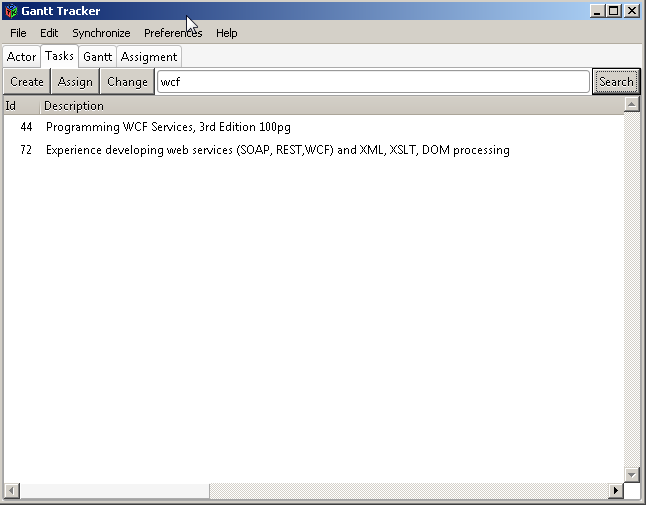 Gantt Tracker
File Edit Synchronize Preferences Help
Actor Tasks Gantt Assigment
Create Assign Change wcf Search
Id Description
44 Programming WCF Services, 3rd Edition 100pg
72 Experience developing web services (SOAP, REST,WCF) and XML, XSLT, DOM processing